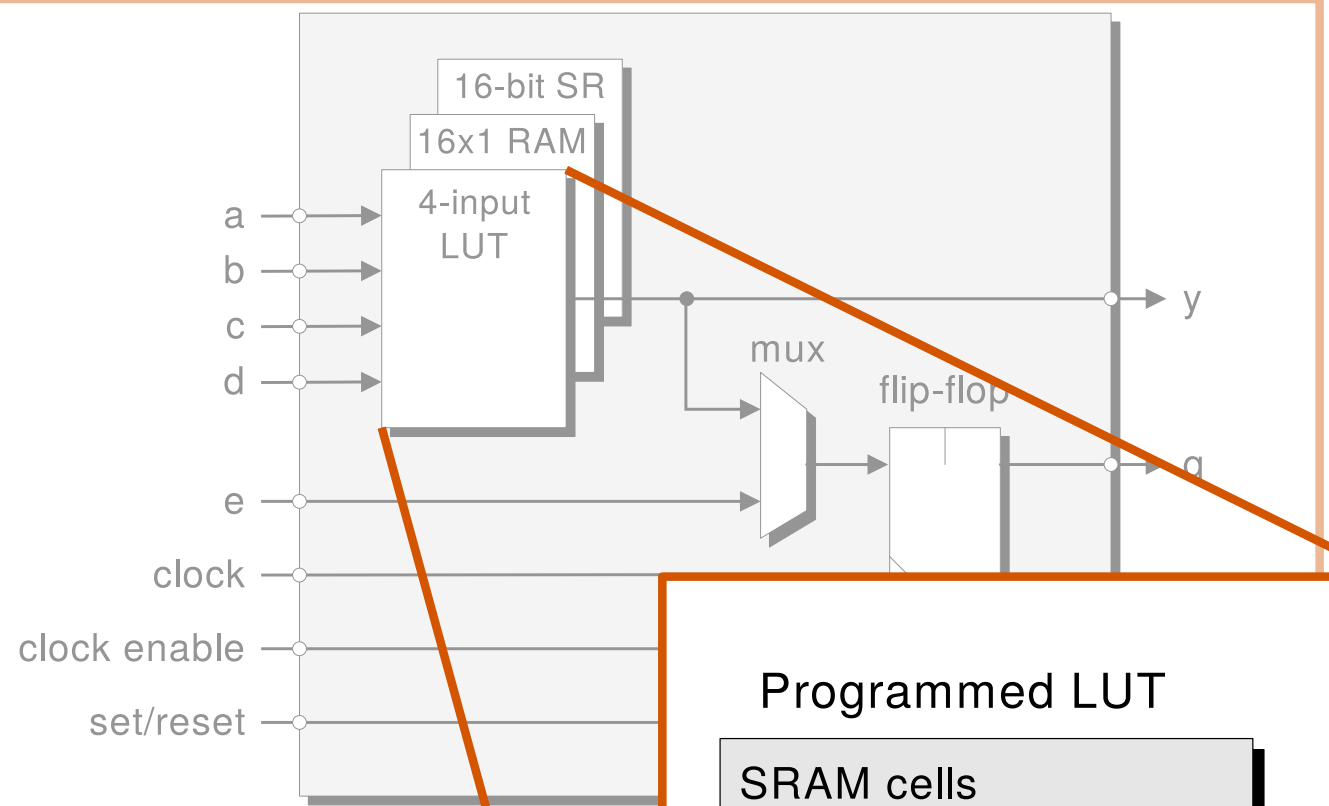 16-bit SR
16x1 RAM
4-input
LUT
a
b
c
d
y
mux
flip-flop
q
e
clock
clock enable
set/reset
Programmed LUT
SRAM cells